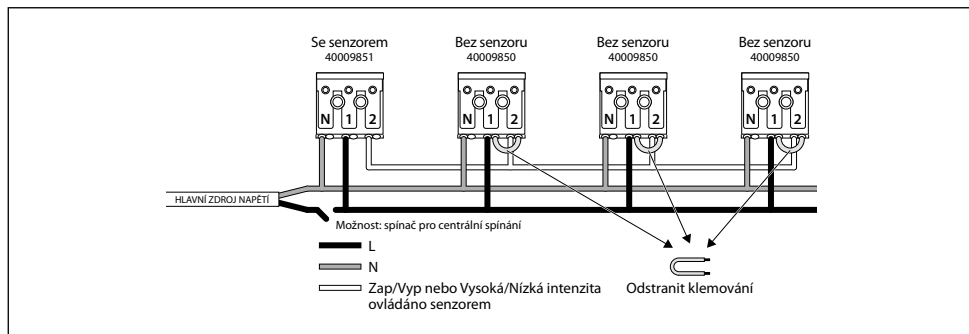 Se senzorem
40009851
Bez senzoru
40009850
Bez senzoru
40009850
Bez senzoru
40009850
N 1 2
N 1 2
N 1 2
N 1 2
HLAVNÍ ZDROJ NAPĚTÍ
Možnost: spínač pro centrální spínání
L
N
Zap/Vyp nebo Vysoká/Nízká intenzita
ovládáno senzorem
Odstranit klemování